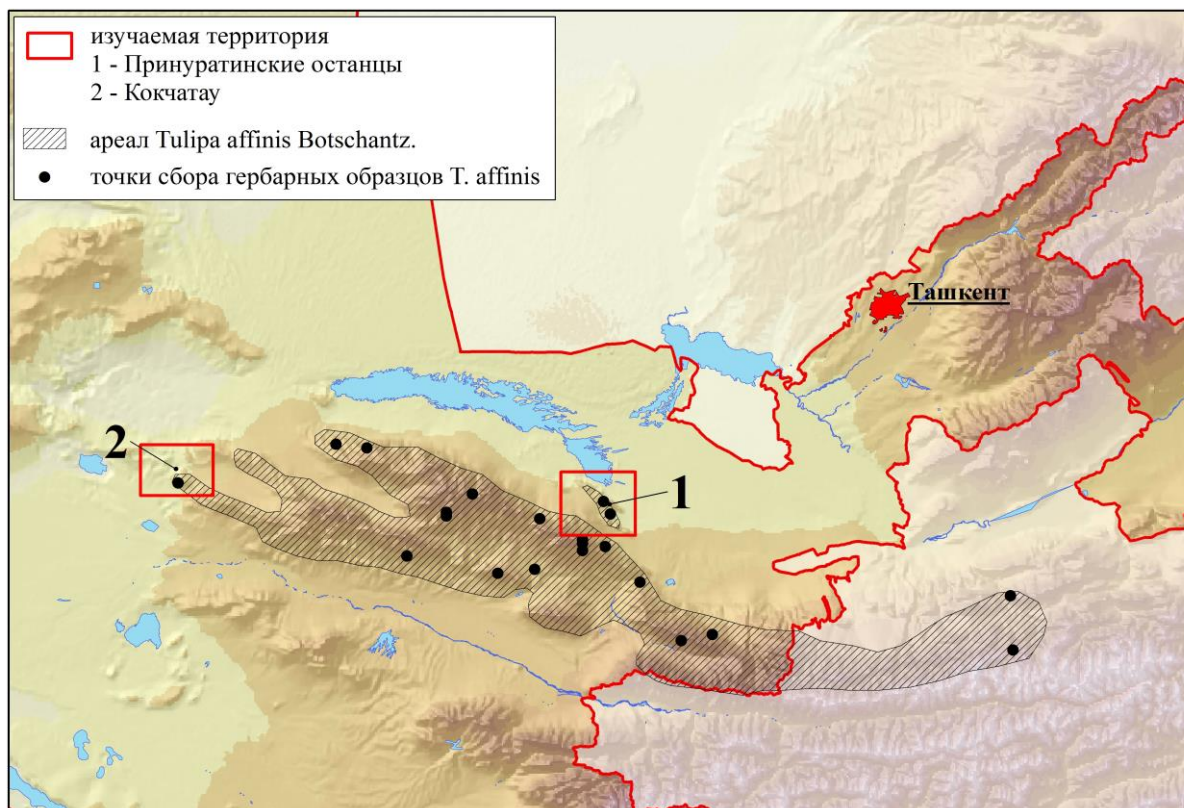 изучаемая территория
1 - Принуратинские останцы
2 - Кокчатау
ареал Tulipa affinis Botschantz.
точки сбора гербарных образцов T. affinis
Ташкент
2
1